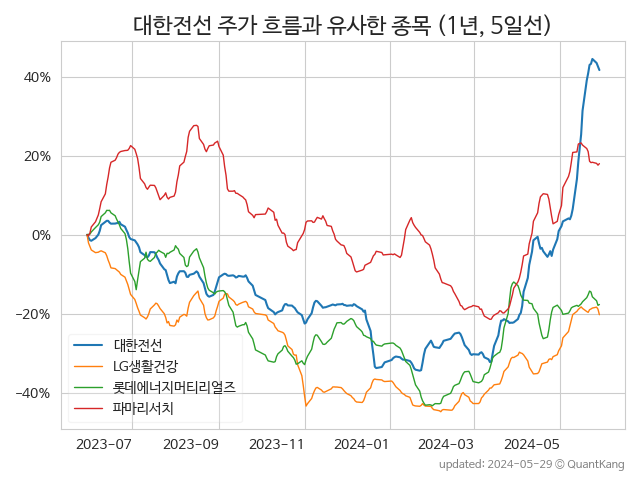 대한전선 주가 흐름과 유사한 종목 (1년, 5일선)
40%
20%
0%
−20%
−40%
대한전선
LG생활건강
롯데에너지머티리얼즈
파마리서치
2023-07 2023-09 2023-11 2024-01 2024-03 2024-05
updated: 2024-05-29 © QuantKang